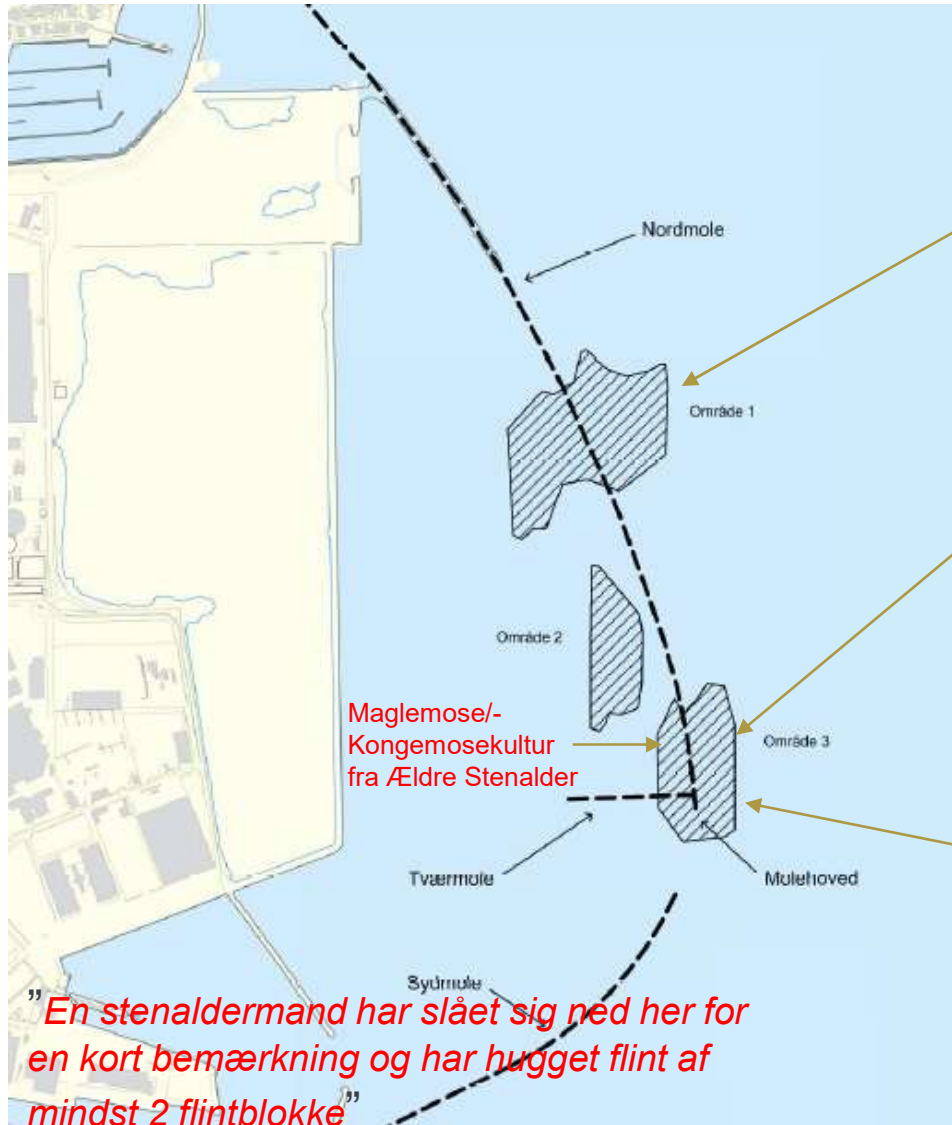 Nordmole
Område 1
Område 2
Maglemose/-
Kongemosekultur
fra Ældre Stenalder
Område 3
Tværmole
Molehoved
Sydmole
”En stenaldermand har slået sig ned her for
en kort bemærkning og har hugget flint af
mindst 2 flintblokke”